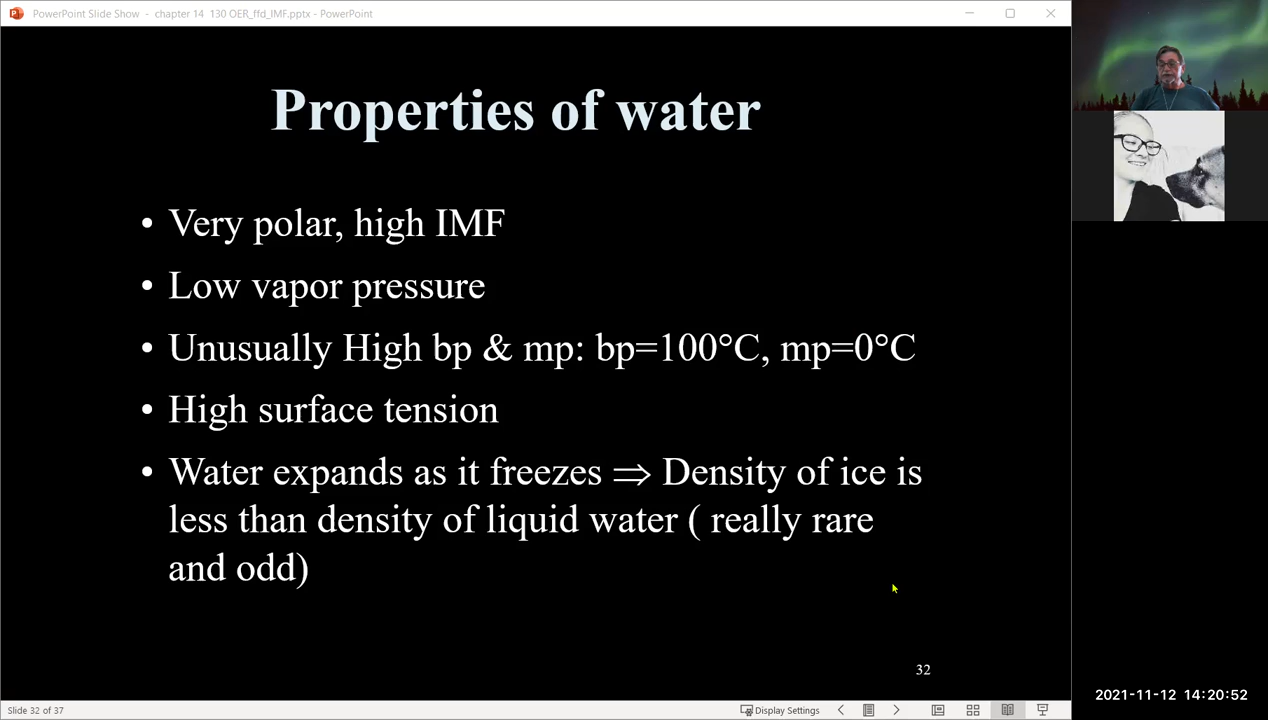 PowerPoint Slide Show - chapter 14 130 OER_ffd_IMF.pptx - PowerPoint
Properties of water
• Very polar, high IMF
• Low vapor pressure
• Unusually High bp & mp: bp=100°C, mp=0°C
• High surface tension
• Water expands as it freezes ⇒ Density of ice is
less than density of liquid water ( really rare
and odd)
32
2021-11-12 14:20:52
Slide 32 of 37
Display Settings